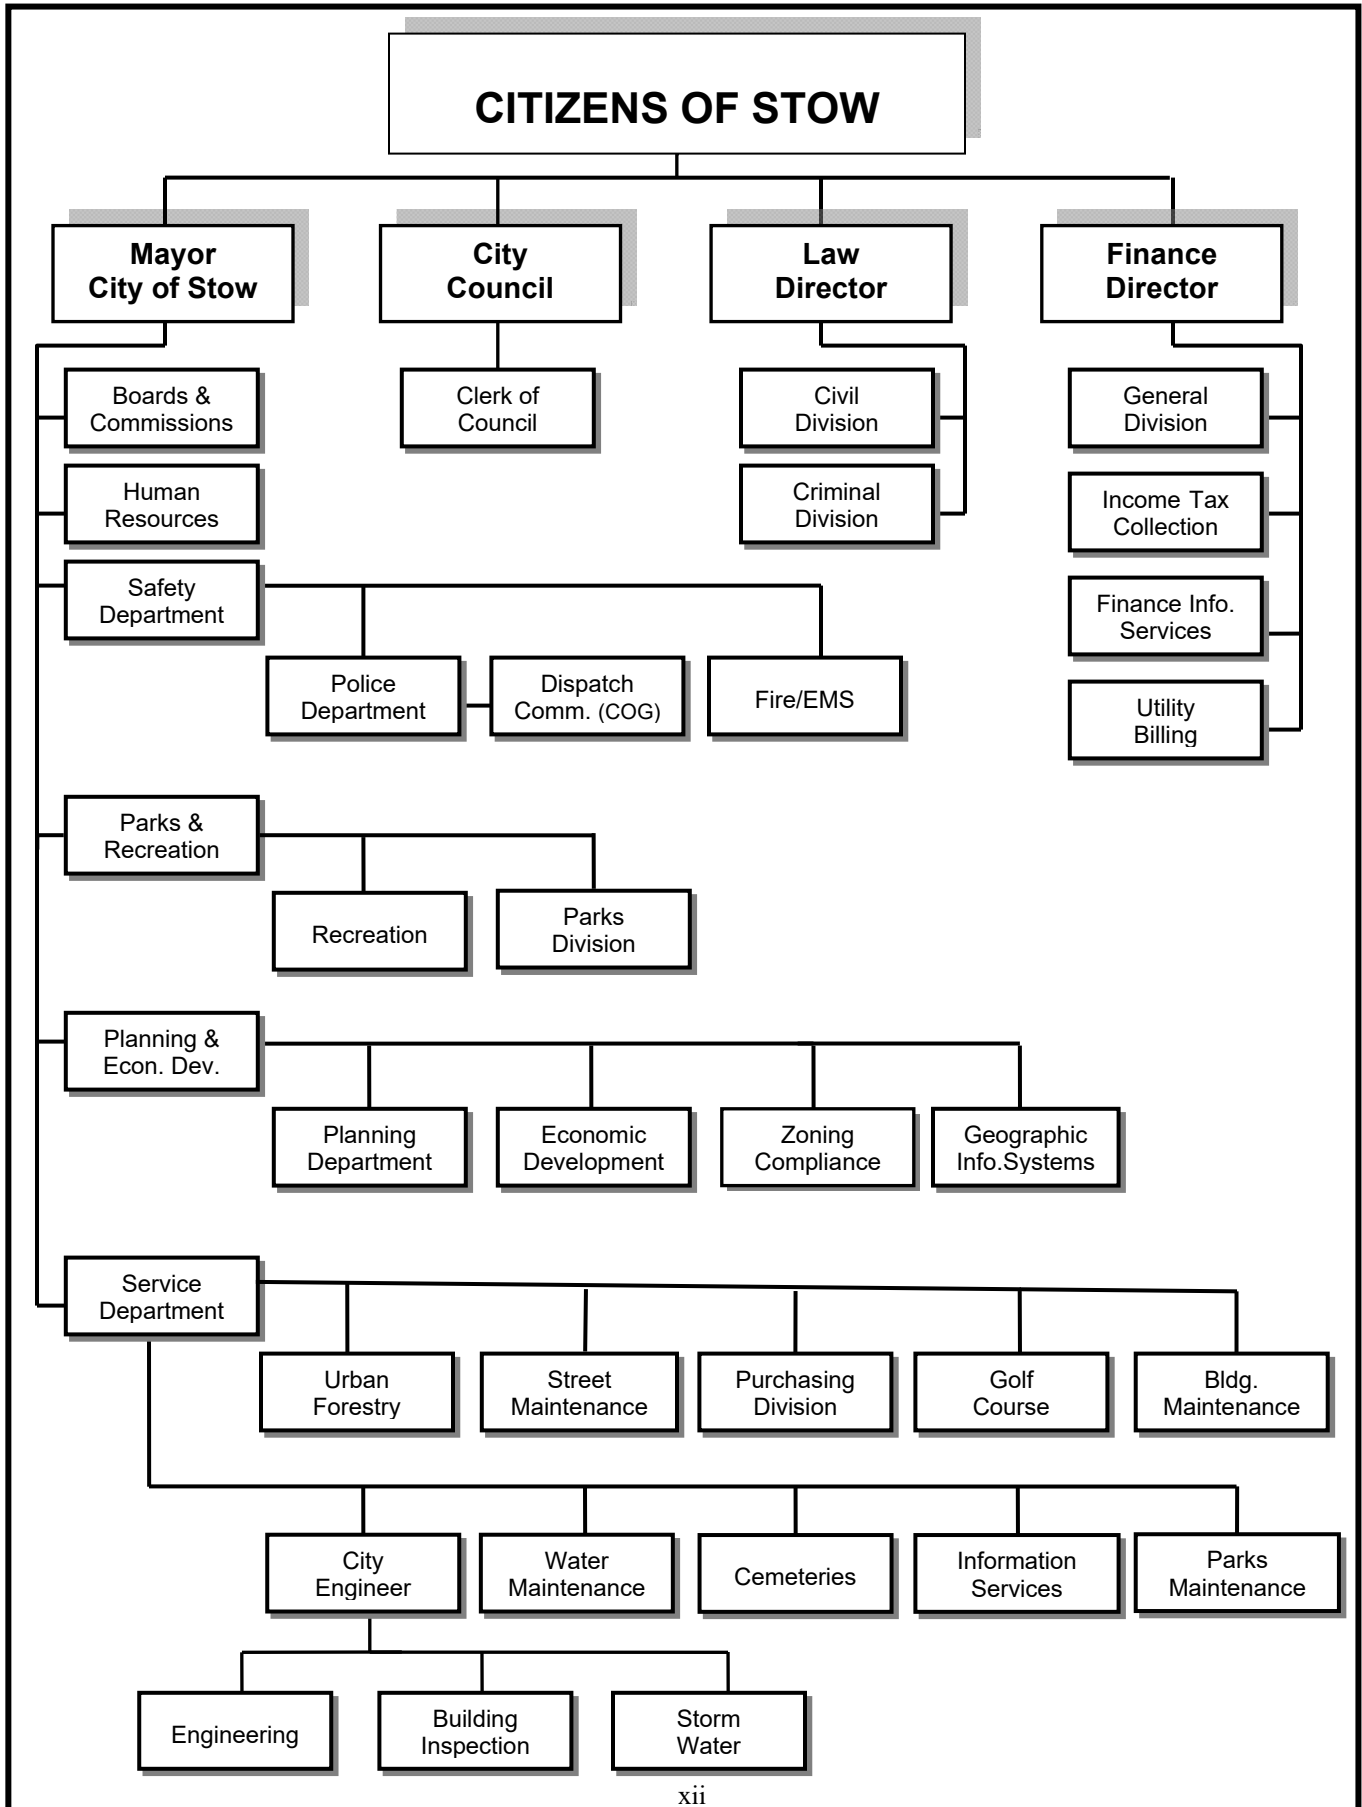 CITIZENS OF STOW
Mayor
City of Stow
City
Council
Law
Director
Finance
Director
Boards &
Commissions
Clerk of
Council
Civil
Division
General
Division
Human
Resources
Criminal
Division
Income Tax
Collection
Safety
Department
Finance Info.
Services
Police
Department
Dispatch
Comm. (COG)
Fire/EMS
Utility
Billing
Parks &
Recreation
Recreation
Parks
Division
Planning &
Econ. Dev.
Planning
Department
Economic
Development
Zoning
Compliance
Geographic
Info.Systems
Service
Department
Urban
Forestry
Street
Maintenance
Purchasing
Division
Golf
Course
Bldg.
Maintenance
City
Engineer
Water
Maintenance
Cemeteries
Information
Services
Parks
Maintenance
Engineering
Building
Inspection
Storm
Water
xii